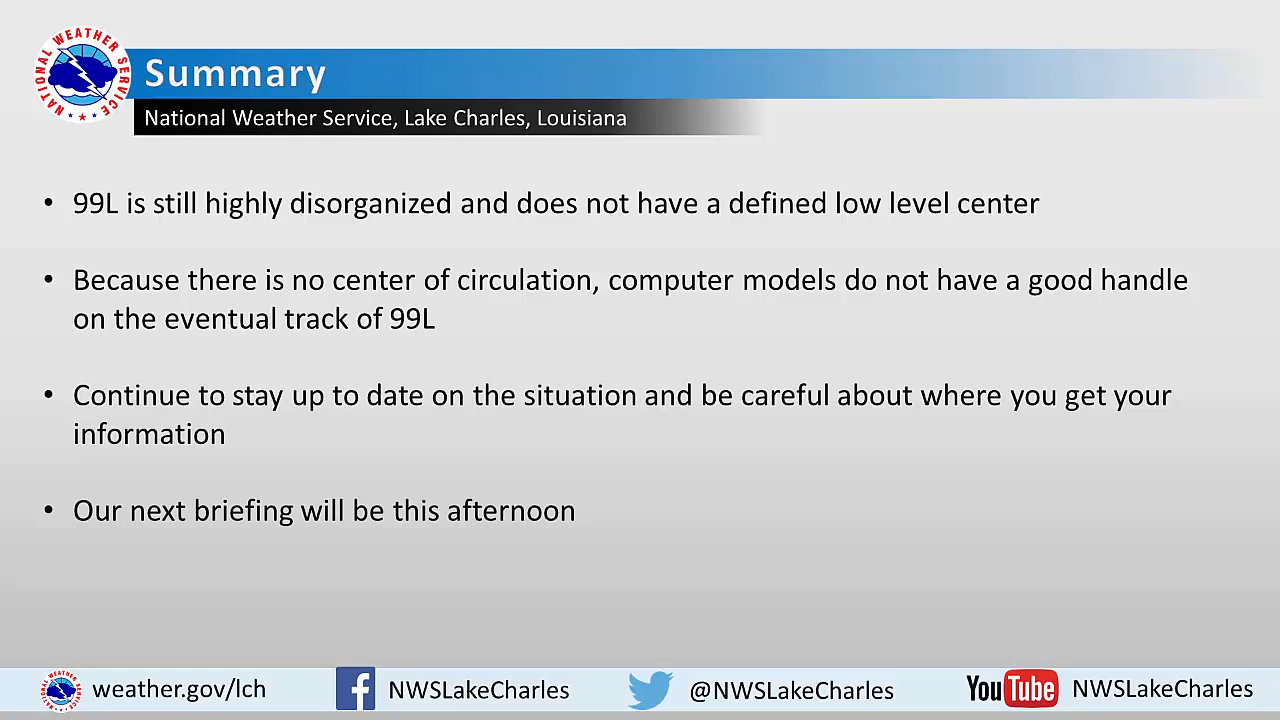 NATIONAL WEATHER SERVICE
Summary
National Weather Service, Lake Charles, Louisiana
• 99L is still highly disorganized and does not have a defined low level center
• Because there is no center of circulation, computer models do not have a good handle
on the eventual track of 99L
• Continue to stay up to date on the situation and be careful about where you get your
information
• Our next briefing will be this afternoon
NATIONAL WEATHER SERVICE
weather.gov/lch
f
NWSLakeCharles
@NWSLakeCharles
YouTube
NWSLakeCharles